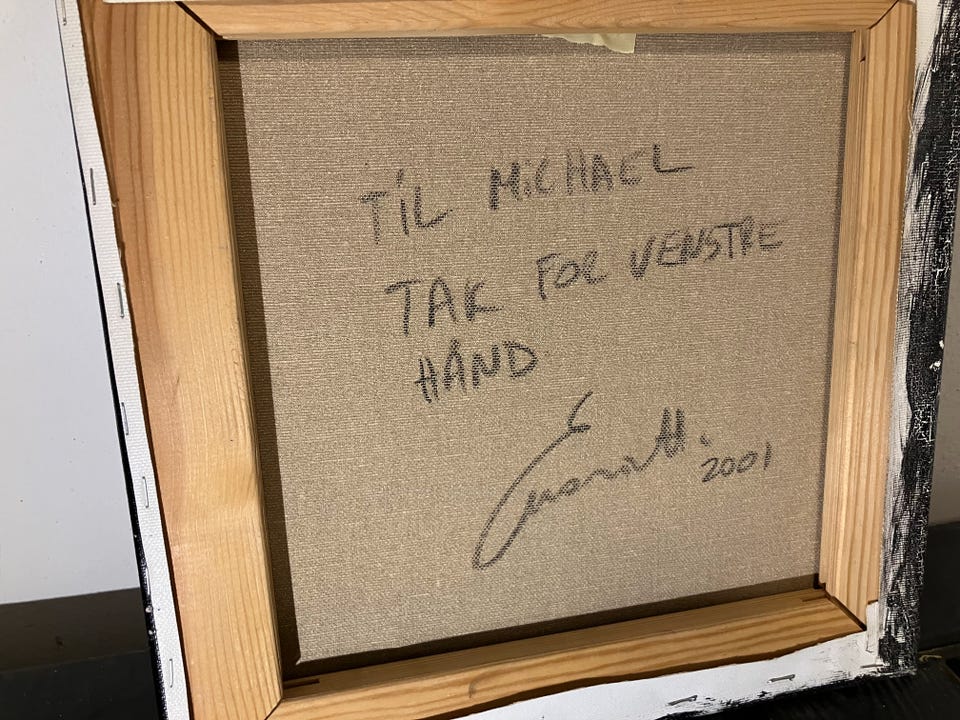 TIL MICHAEL
TAK FOR VENSTRE
HÅND
2001